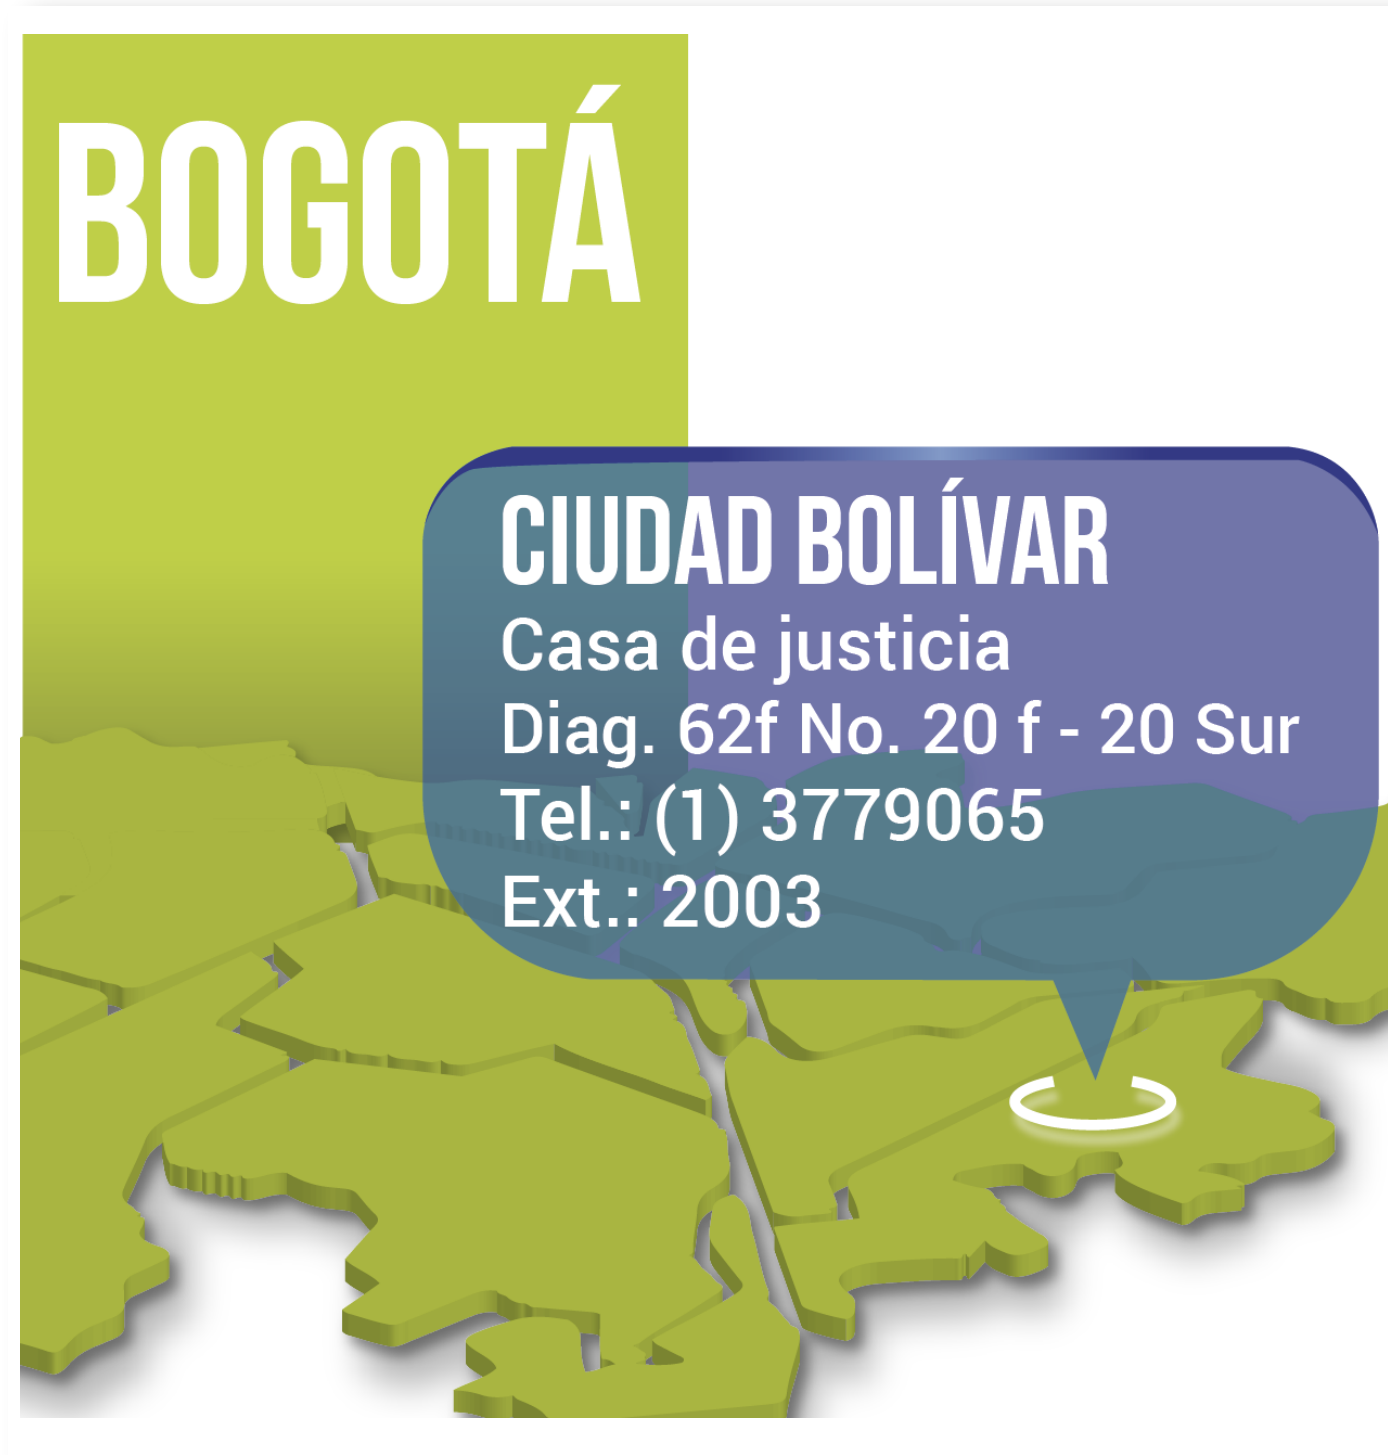 BOGOTÁ
CIUDAD BOLÍVAR
Casa de justicia
Diag. 62f No. 20 f - 20 Sur
Tel.: (1) 3779065
Ext.: 2003